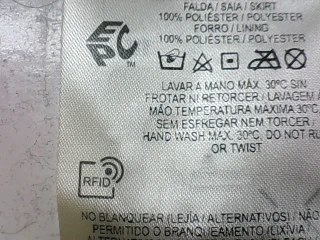 FALDA / SAIA / SKIRT
100% POLIÉSTER / POLYESTER
FORRO / LINING
100% POLIÉSTER / POLYESTER
EPC TM
LAVAR A MANO MÁX. 30ºC SIN
FROTAR NI RETORCER / LAVAGEM À
MÃO TEMPERATURA MÁXIMA 30ºC
SEM ESFREGAR NEM TORCER /
HAND WASH MAX. 30ºC, DO NOT RU
OR TWIST
RFID
NO BLANQUEAR (LEJÍA / ALTERNATIVOS) / NÃO
PERMITIDO O BRANQUEAMENTO (LIXÍVIA /